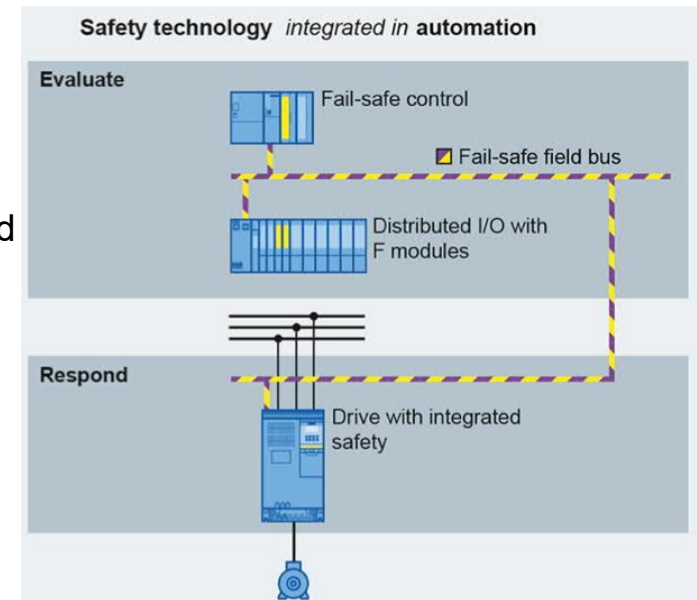 Safety technology integrated in automation
Evaluate
Fail-safe control
Fail-safe field bus
d
Distributed I/O with
F modules
Respond
Drive with integrated
safety